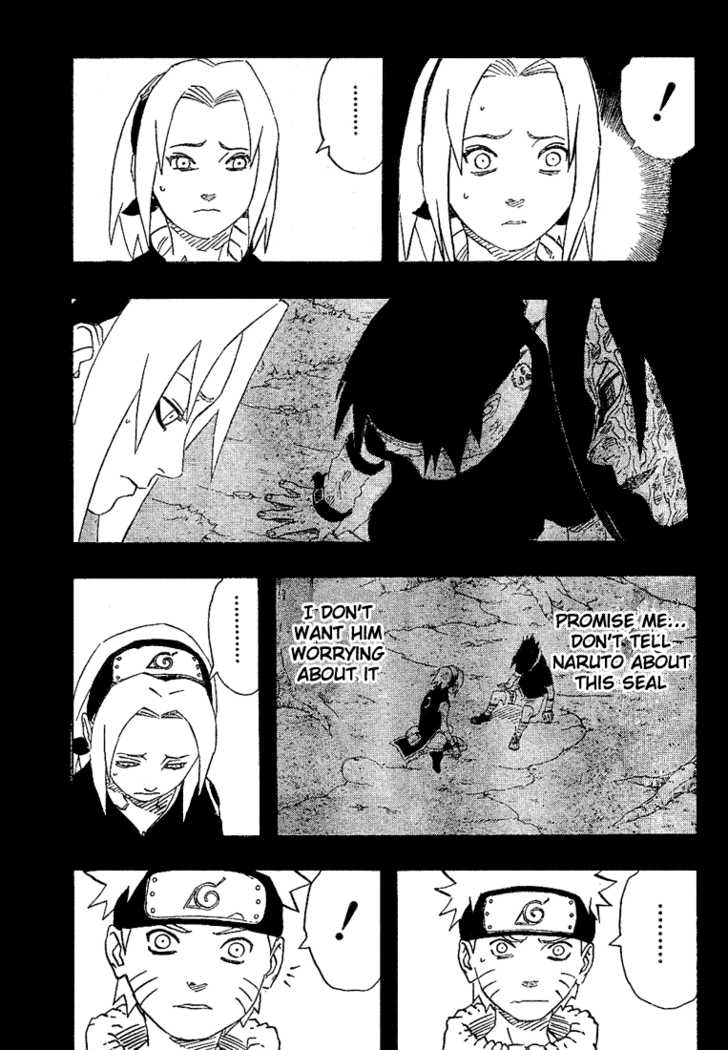 !
.........
PROMISE ME...
DON'T TELL
NARUTO ABOUT
THIS SEAL
I DON'T
WANT HIM
WORRYING
ABOUT IT
.........
.........
!